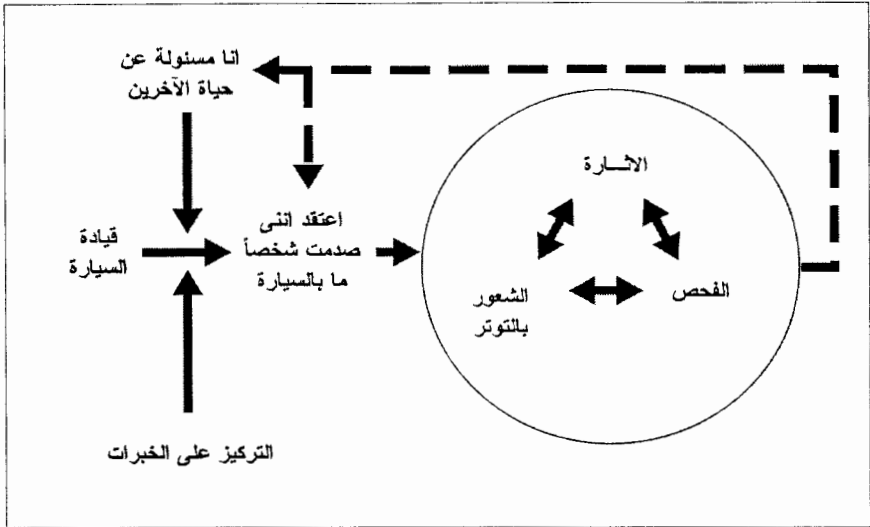 انا مسئولة عن
حياة الآخرين
الاثـــارة
اعتقد اننى
صدمت شخصاً
ما بالسيارة
قيادة
السيارة
الفحص
الشعور
بالتوتر
التركيز على الخبرات